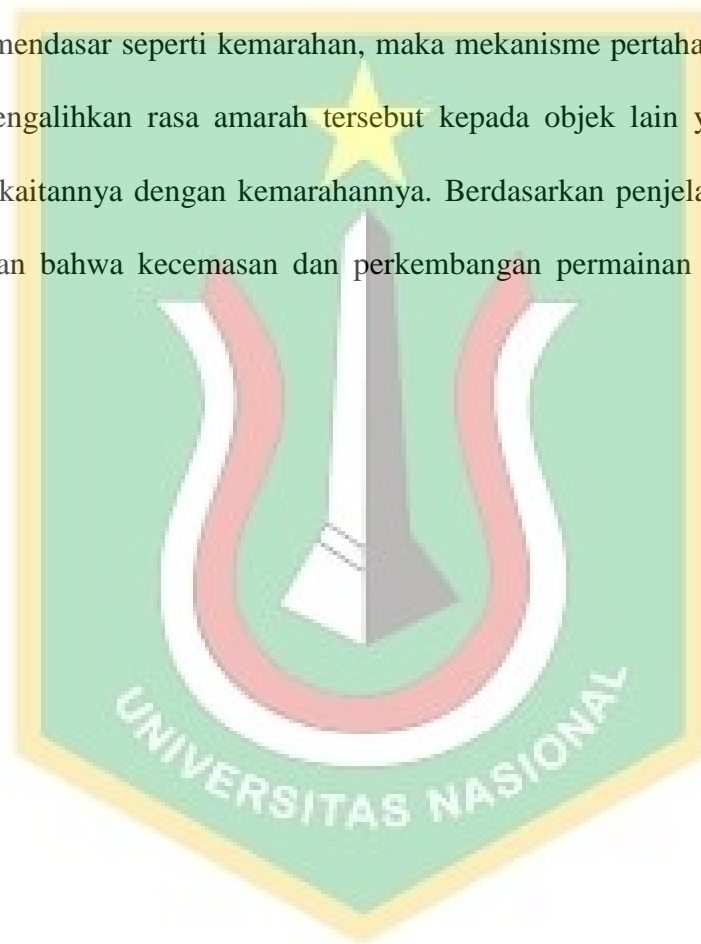 mendasar seperti kemarahan, maka mekanisme pertaha
engalihkan rasa amarah tersebut kepada objek lain y
kaitannya dengan kemarahannya. Berdasarkan penjela
an bahwa kecemasan dan perkembangan permainan
UNIVERSITAS NASIONAL